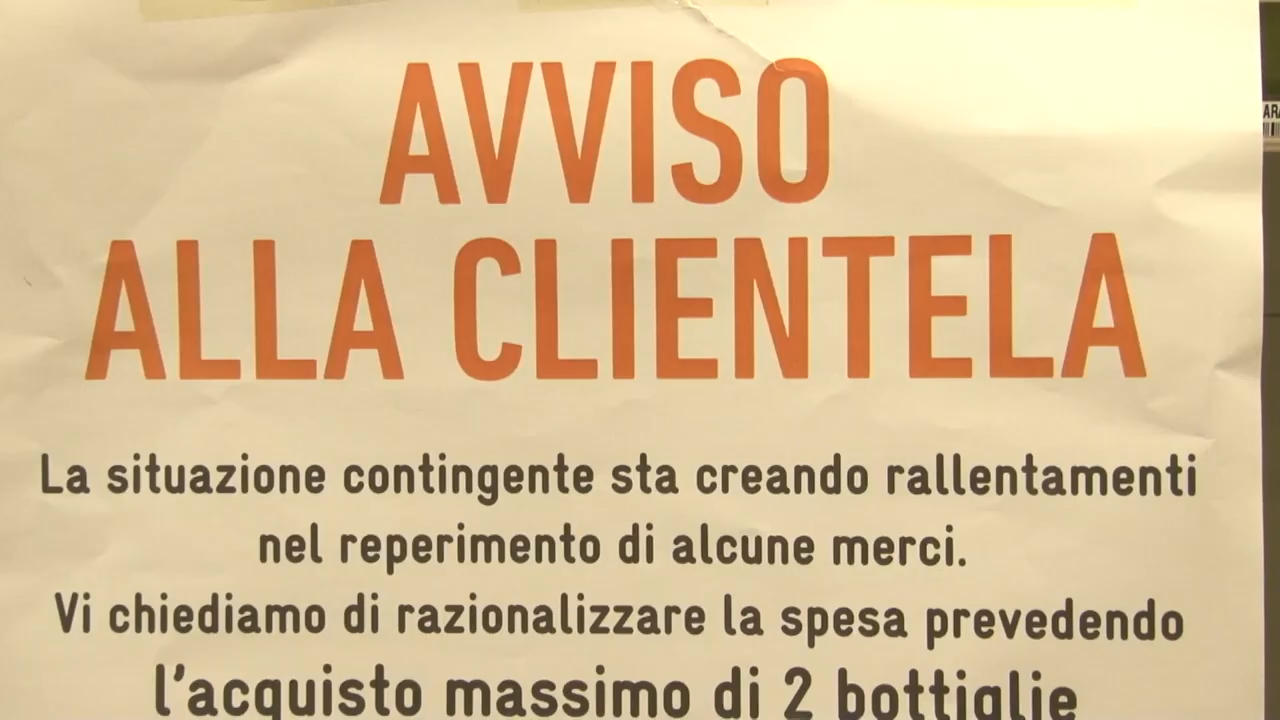 AVVISO
ALLA CLIENTELA
La situazione contingente sta creando rallentamenti
nel reperimento di alcune merci.
Vi chiediamo di razionalizzare la spesa prevedendo
l'acquisto massimo di 2 bottiglie